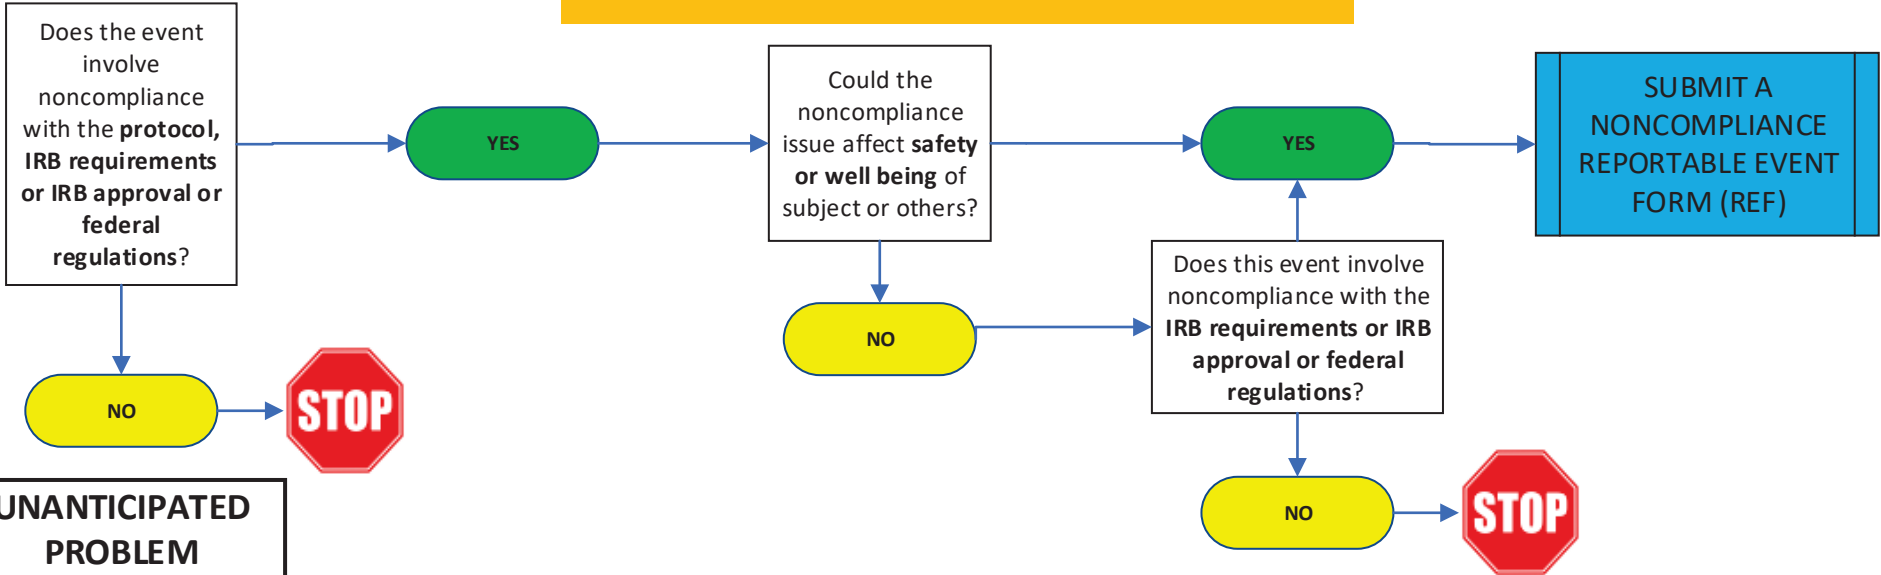 Does the event
involve
noncompliance
with the protocol,
IRB requirements
or IRB approval or
federal
regulations?
YES
Could the
noncompliance
issue affect safety
or well being of
subject or others?
YES
SUBMIT A
NONCOMPLIANCE
REPORTABLE EVENT
FORM (REF)
NO
STOP
NO
Does this event involve
noncompliance with the
IRB requirements or IRB
approval or federal
regulations?
NO
STOP
UNANTICIPATED
PROBLEM